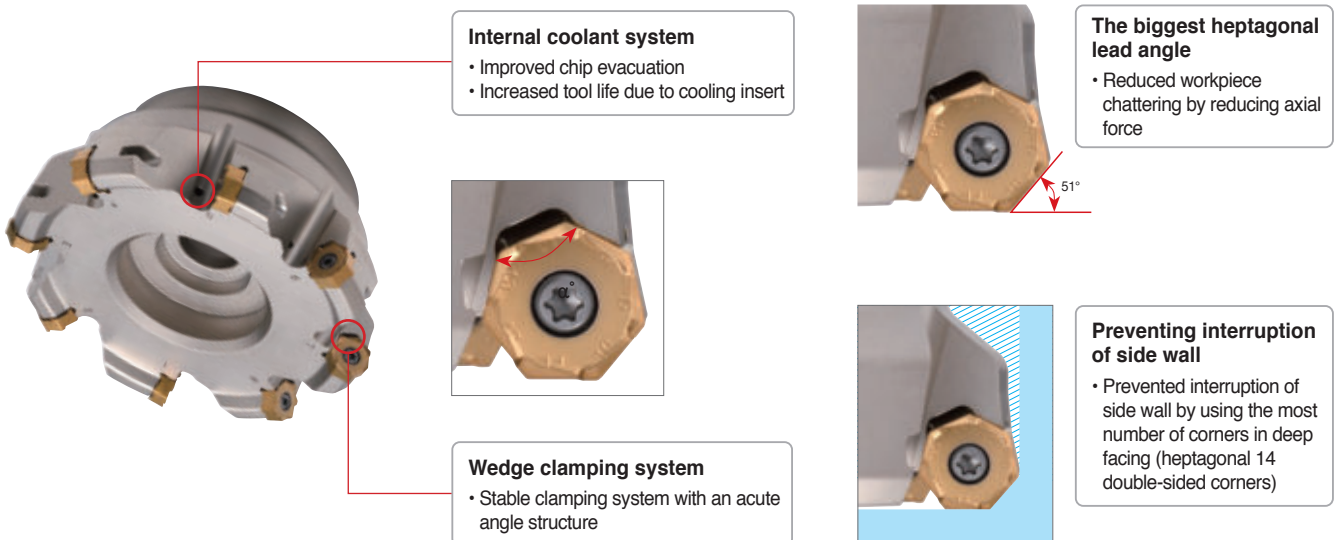 Internal coolant system
• Improved chip evacuation
• Increased tool life due to cooling insert
α°
Wedge clamping system
• Stable clamping system with an acute
angle structure
The biggest heptagonal
lead angle
• Reduced workpiece
chattering by reducing axial
force
51°
Preventing interruption
of side wall
• Prevented interruption of
side wall by using the most
number of corners in deep
facing (heptagonal 14
double-sided corners)